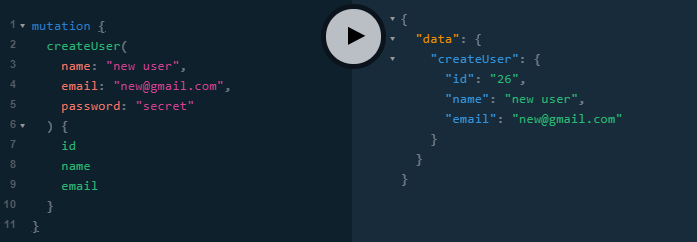 1 mutation {
2 createUser(
3 name: "new user",
4 email: "new@gmail.com",
5 password: "secret"
6 ) {
7 id
8 name
9 email
10 }
11 }
{
"data": {
"createUser": {
"id": "26",
"name": "new user",
"email": "new@gmail.com"
}
}
}